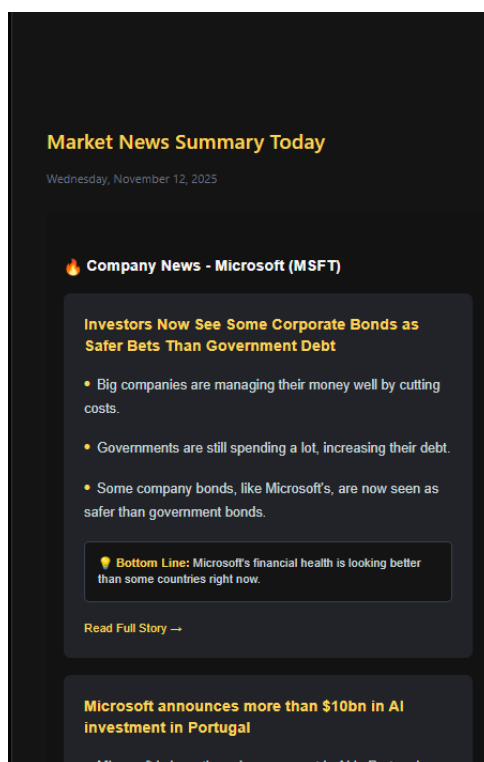 Market News Summary Today
Wednesday, November 12, 2025
🔥 Company News - Microsoft (MSFT)
Investors Now See Some Corporate Bonds as
Safer Bets Than Government Debt
• Big companies are managing their money well by cutting
costs.
• Governments are still spending a lot, increasing their debt.
• Some company bonds, like Microsoft's, are now seen as
safer than government bonds.
💡 Bottom Line: Microsoft's financial health is looking better
than some countries right now.
Read Full Story →
Microsoft announces more than $10bn in AI
investment in Portugal